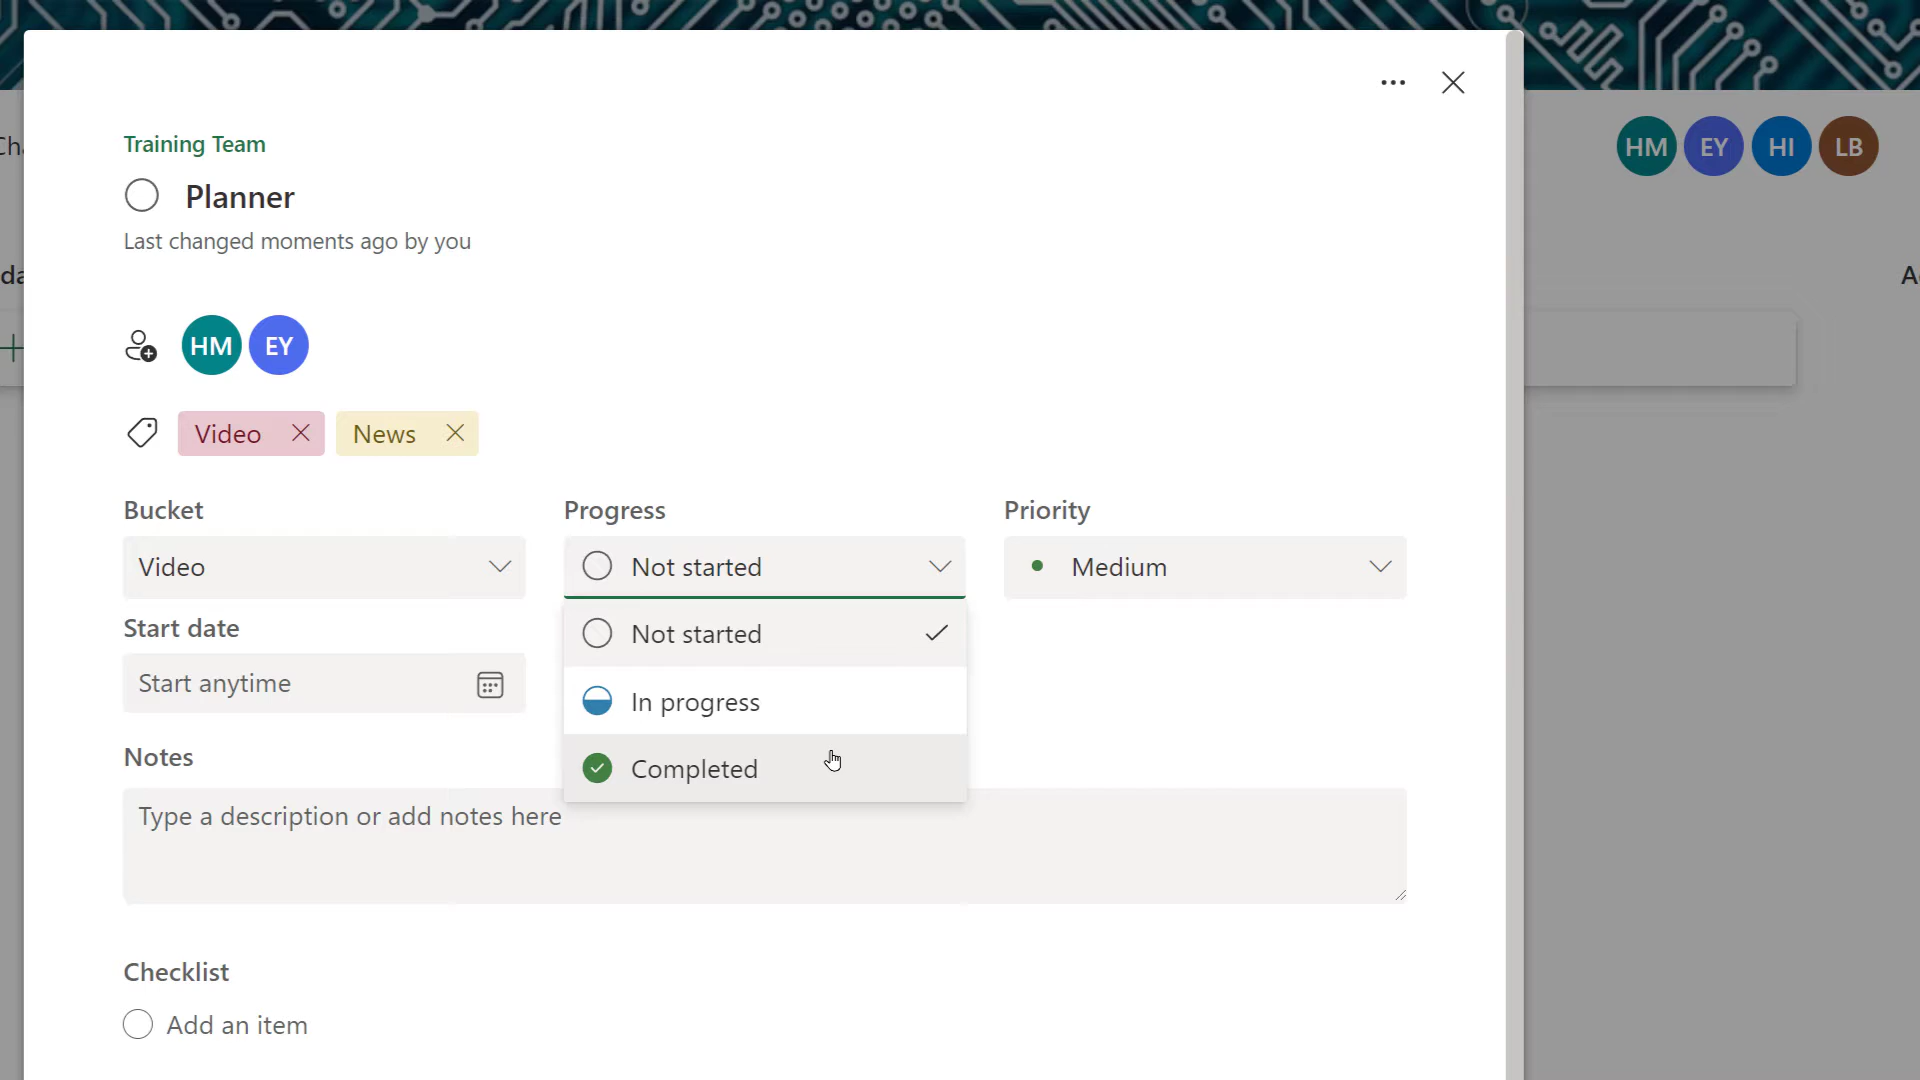 Training Team
Planner
Last changed moments ago by you
HM EY HI LB
HM EY
Video News
Bucket Progress Priority
Video Not started Medium
Start date
Not started
Start anytime
In progress
Notes
Completed
Type a description or add notes here
Checklist
Add an item